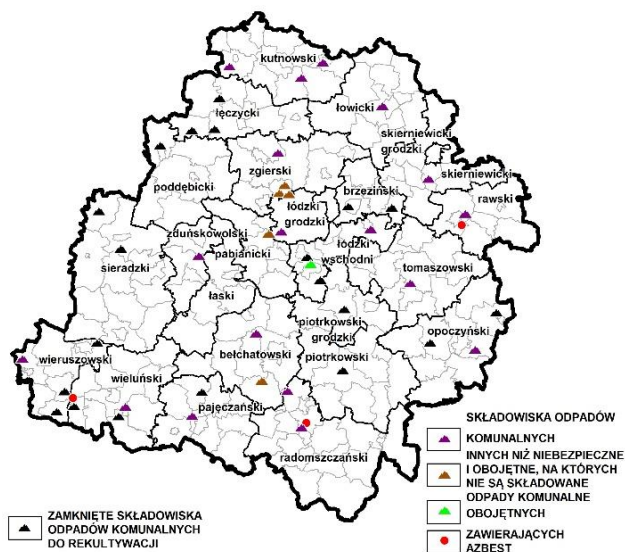 kutnowski
łowicki
łęczycki
skierniewicki
grodzki
zgierski
skierniewicki
poddębicki
brzeziński
rawski
łódzki
grodzki
zduńskowolski
łódzki
wschodni
pabianicki
sieradzki
tomaszowski
łaski
piotrkowski
grodzki
opoczyński
bełchatowski
piotrkowski
wieruszowski
wieluński
pajęczański
radomszczański
SKŁADOWISKA ODPADÓW
KOMUNALNYCH
INNYCH NIŻ NIEBEZPIECZNE
I OBOJĘTNE, NA KTÓRYCH
NIE SĄ SKŁADOWANE
ODPADY KOMUNALNE
OBOJĘTNYCH
ZAWIERAJĄCYCH
AZBEST
ZAMKNIĘTE SKŁADOWISKA
ODPADÓW KOMUNALNYCH
DO REKULTYWACJI